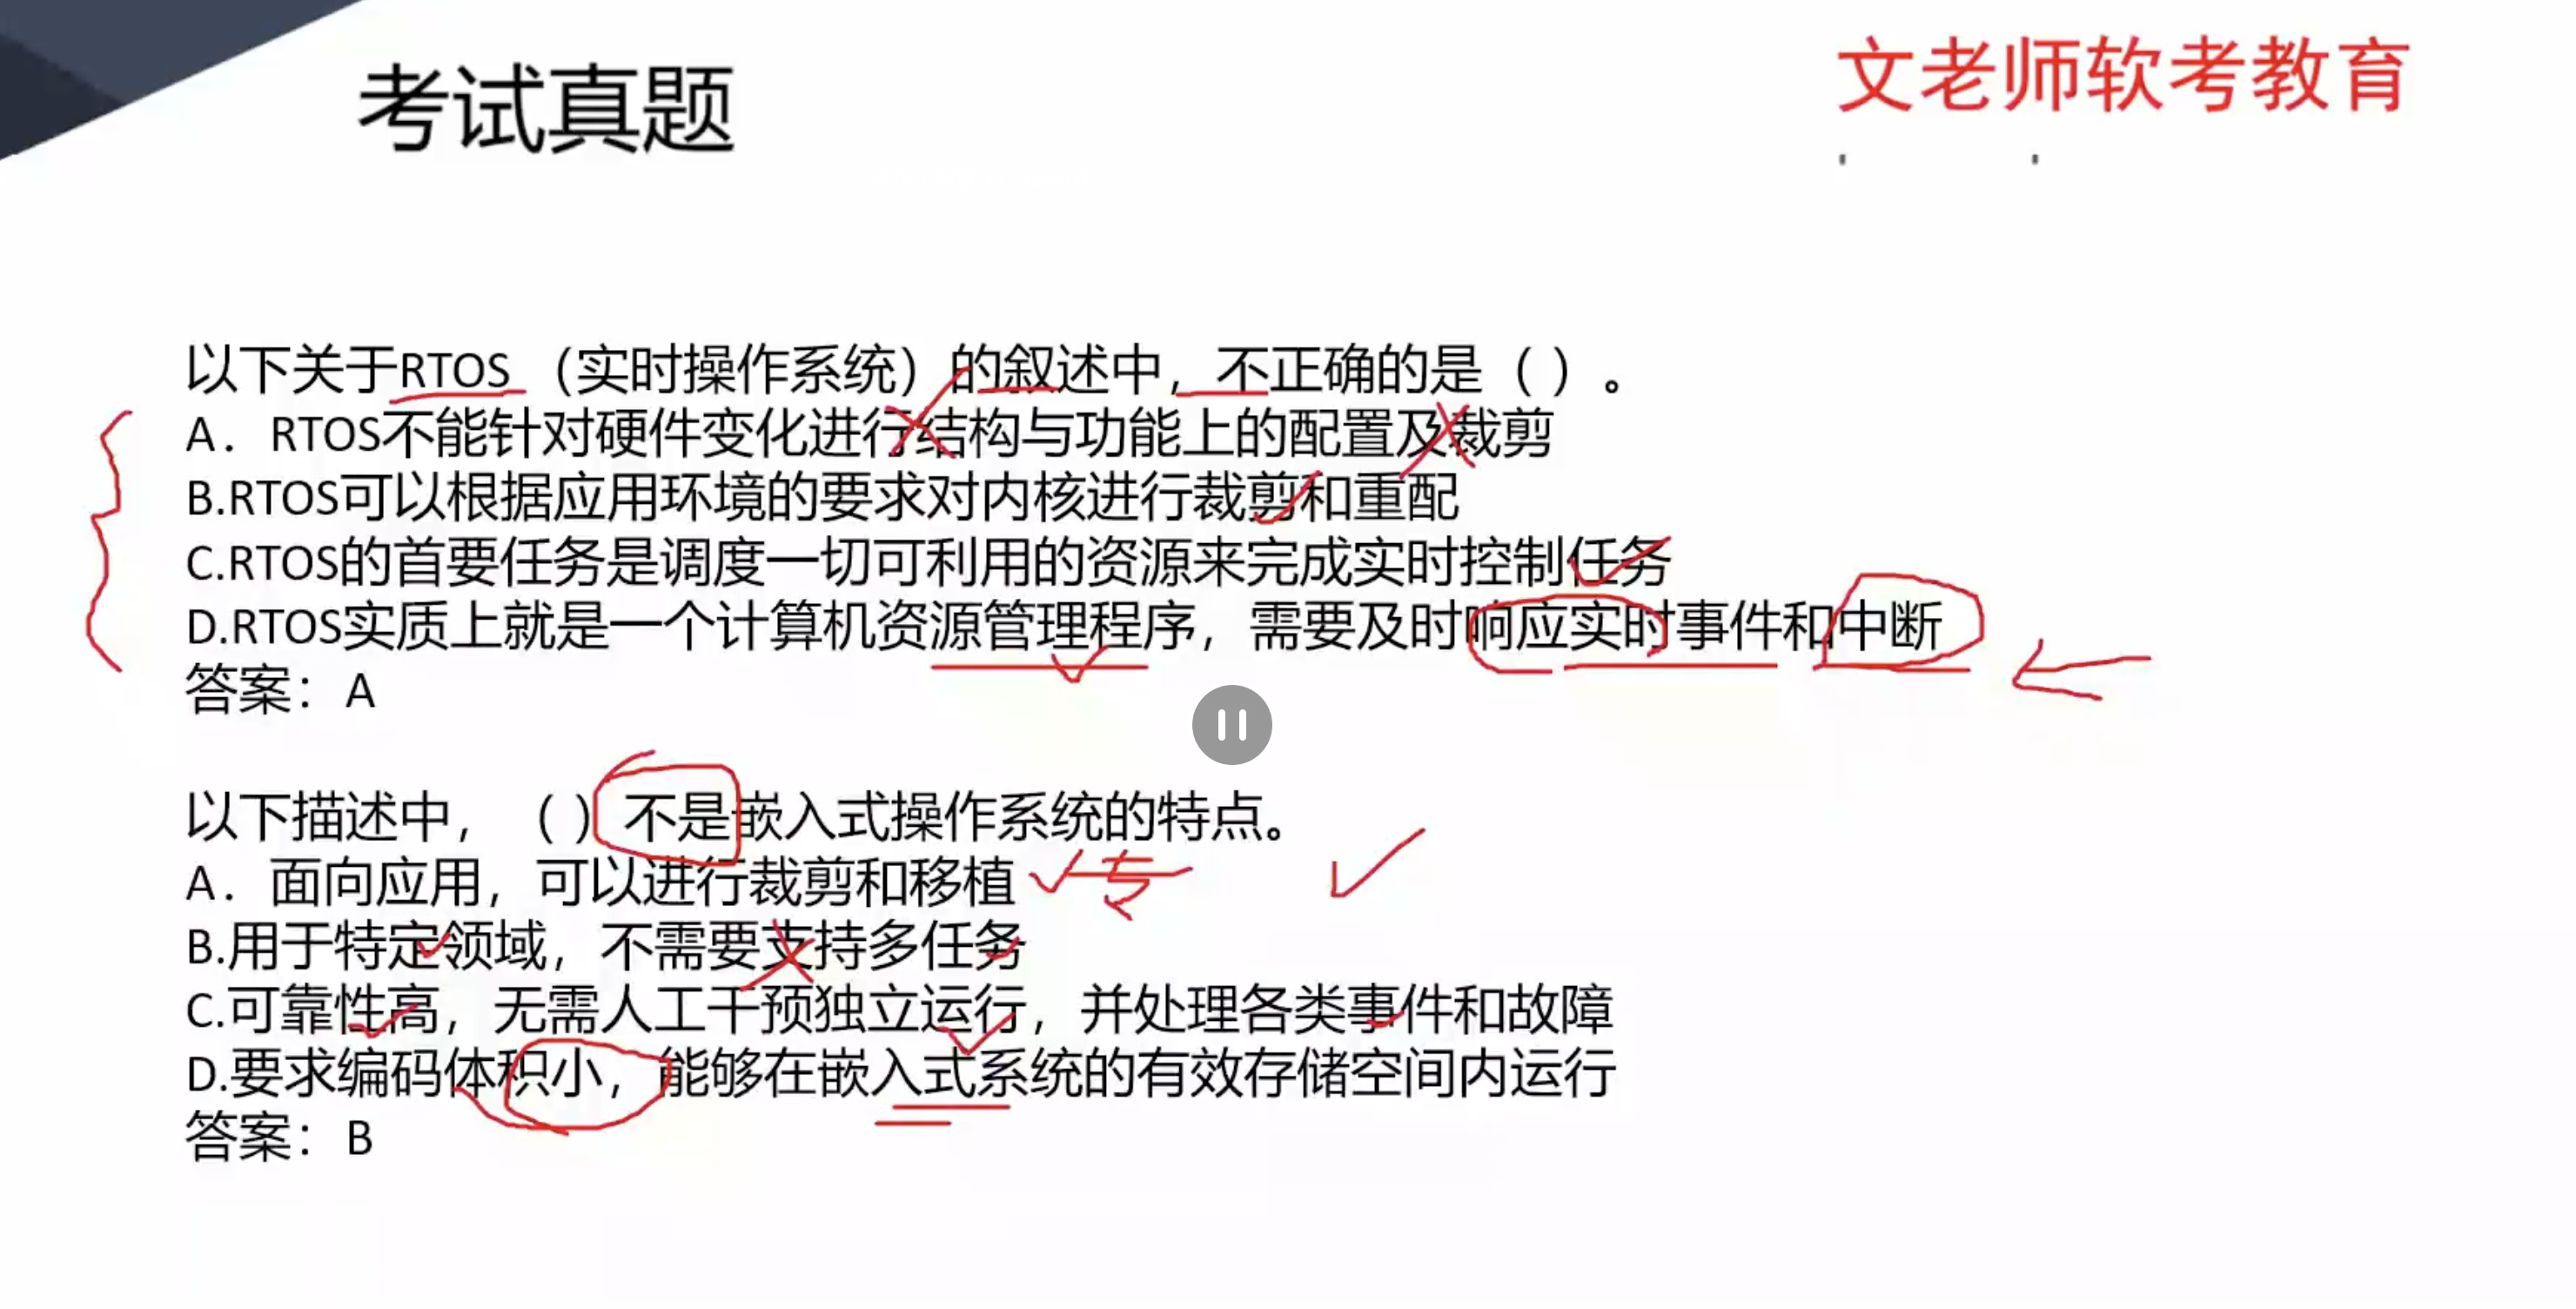 考试真题
文老师软考教育
以下关于RTOS（实时操作系统）的叙述中，不正确的是（ ）。
A．RTOS不能针对硬件变化进行结构与功能上的配置及裁剪
B.RTOS可以根据应用环境的要求对内核进行裁剪和重配
C.RTOS的首要任务是调度一切可利用的资源来完成实时控制任务
D.RTOS实质上就是一个计算机资源管理程序，需要及时响应实时事件和中断
答案：A
以下描述中，（ ）不是嵌入式操作系统的特点。
A．面向应用，可以进行裁剪和移植
B.用于特定领域，不需要支持多任务
C.可靠性高，无需人工干预独立运行，并处理各类事件和故障
D.要求编码体积小，能够在嵌入式系统的有效存储空间内运行
答案：B